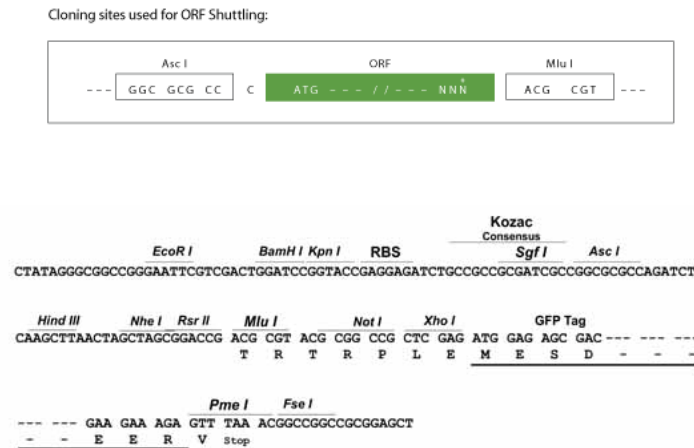 Cloning sites used for ORF Shuttling:
Asc I ORF Mlu I
--- GGC GCG CC C ATG --- // --- NNN* ACG CGT ---
Kozac
Consensus
EcoR I BamH I Kpn I RBS Sgf I Asc I
CTATAGGGCGGCCGGGAATTCGTCGACTGGATCCGGTACCGAGGAGATCTGCCGCCGCGATCGCCGGCGCGCCAGATCT
Hind III Nhe I Rsr II Mlu I Not I Xho I GFP Tag
CAAGCTTAACTAGCTAGCGGACCG ACG CGT ACG CGG CCG CTC GAG ATG GAG AGC GAC --- --- ---
T R T R P L E M E S D - - -
Pme I Fse I
--- --- GAA GAA AGA GTT TAA ACGGCCGGCCGCGGAGCT
- - E E R V Stop